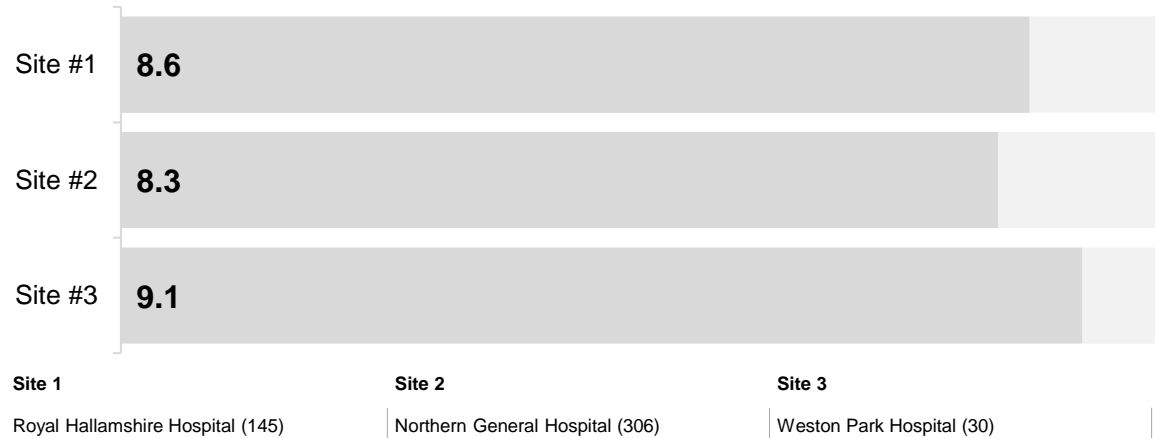 Site #1 8.6
Site #2 8.3
Site #3 9.1
Site 1 Site 2 Site 3
Royal Hallamshire Hospital (145) Northern General Hospital (306) Weston Park Hospital (30)